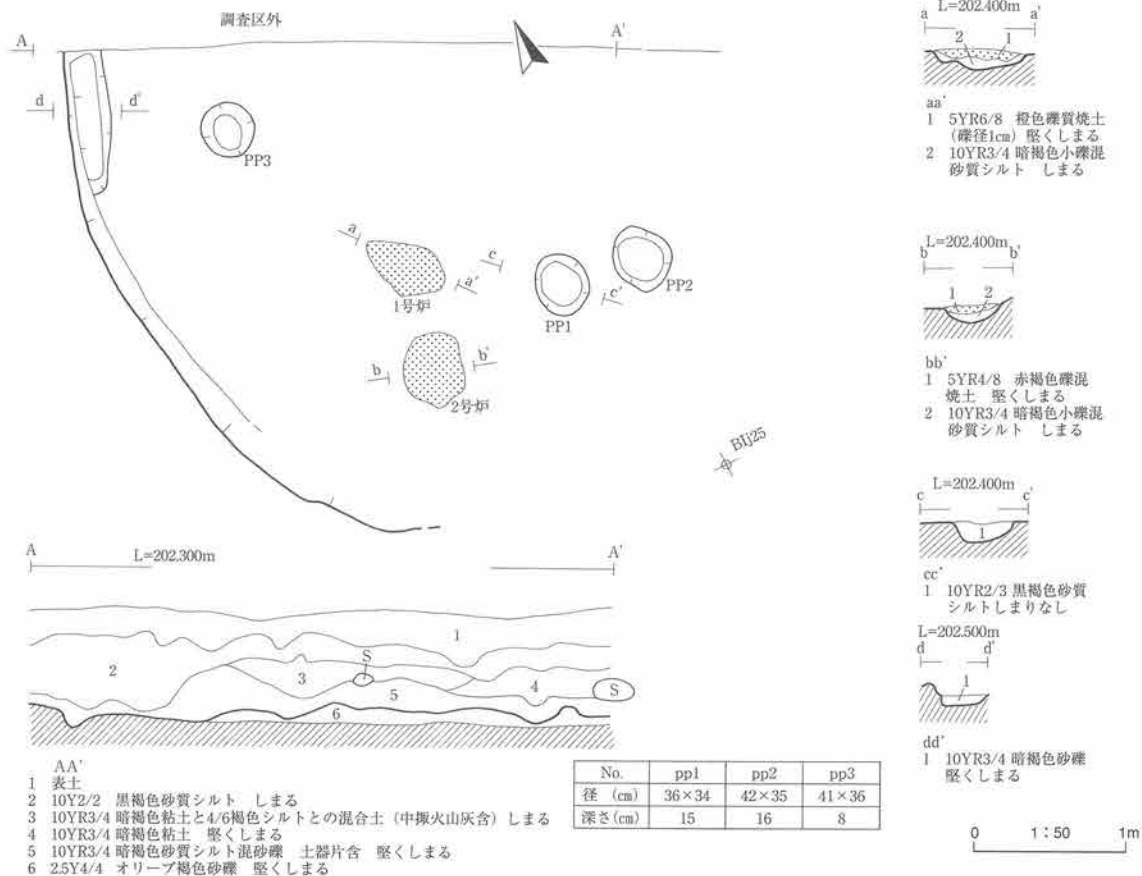 調査区外
A
A'
d
d'
PP3
a
a'
1号炉
c
c'
PP1
PP2
b
b'
2号炉
BIj25
A
L=202.300m
A'
1
2
3
S
4
5
S
6
AA'
1 表土
2 10Y2/2 黒褐色砂質シルト しまる
3 10YR3/4 暗褐色粘土と4/6褐色シルトとの混合土(中掫火山灰含)しまる
4 10YR3/4 暗褐色粘土 堅くしまる
5 10YR3/4 暗褐色砂質シルト混砂礫 土器片含 堅くしまる
6 2.5Y4/4 オリーブ褐色砂礫 堅くしまる
No. pp1 pp2 pp3
径 (cm) 36×34 42×35 41×36
深さ(cm) 15 16 8
L=202.400m
a a'
2 1
aa'
1 5YR6/8 橙色礫質焼土
(礫径1cm) 堅くしまる
2 10YR3/4 暗褐色小礫混
砂質シルト しまる
L=202.400m
b b'
1 2
bb'
1 5YR4/8 赤褐色礫混
焼土 堅くしまる
2 10YR3/4 暗褐色小礫混
砂質シルト しまる
L=202.400m
c c'
1
cc'
1 10YR2/3 黒褐色砂質
シルトしまりなし
L=202.500m
d d'
1
dd'
1 10YR3/4 暗褐色砂礫
堅くしまる
0 1:50 1m